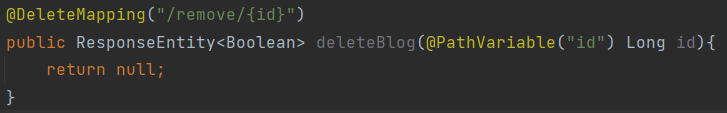 @DeleteMapping("/remove/{id}")
public ResponseEntity<Boolean> deleteBlog(@PathVariable("id") Long id){
    return null;
}